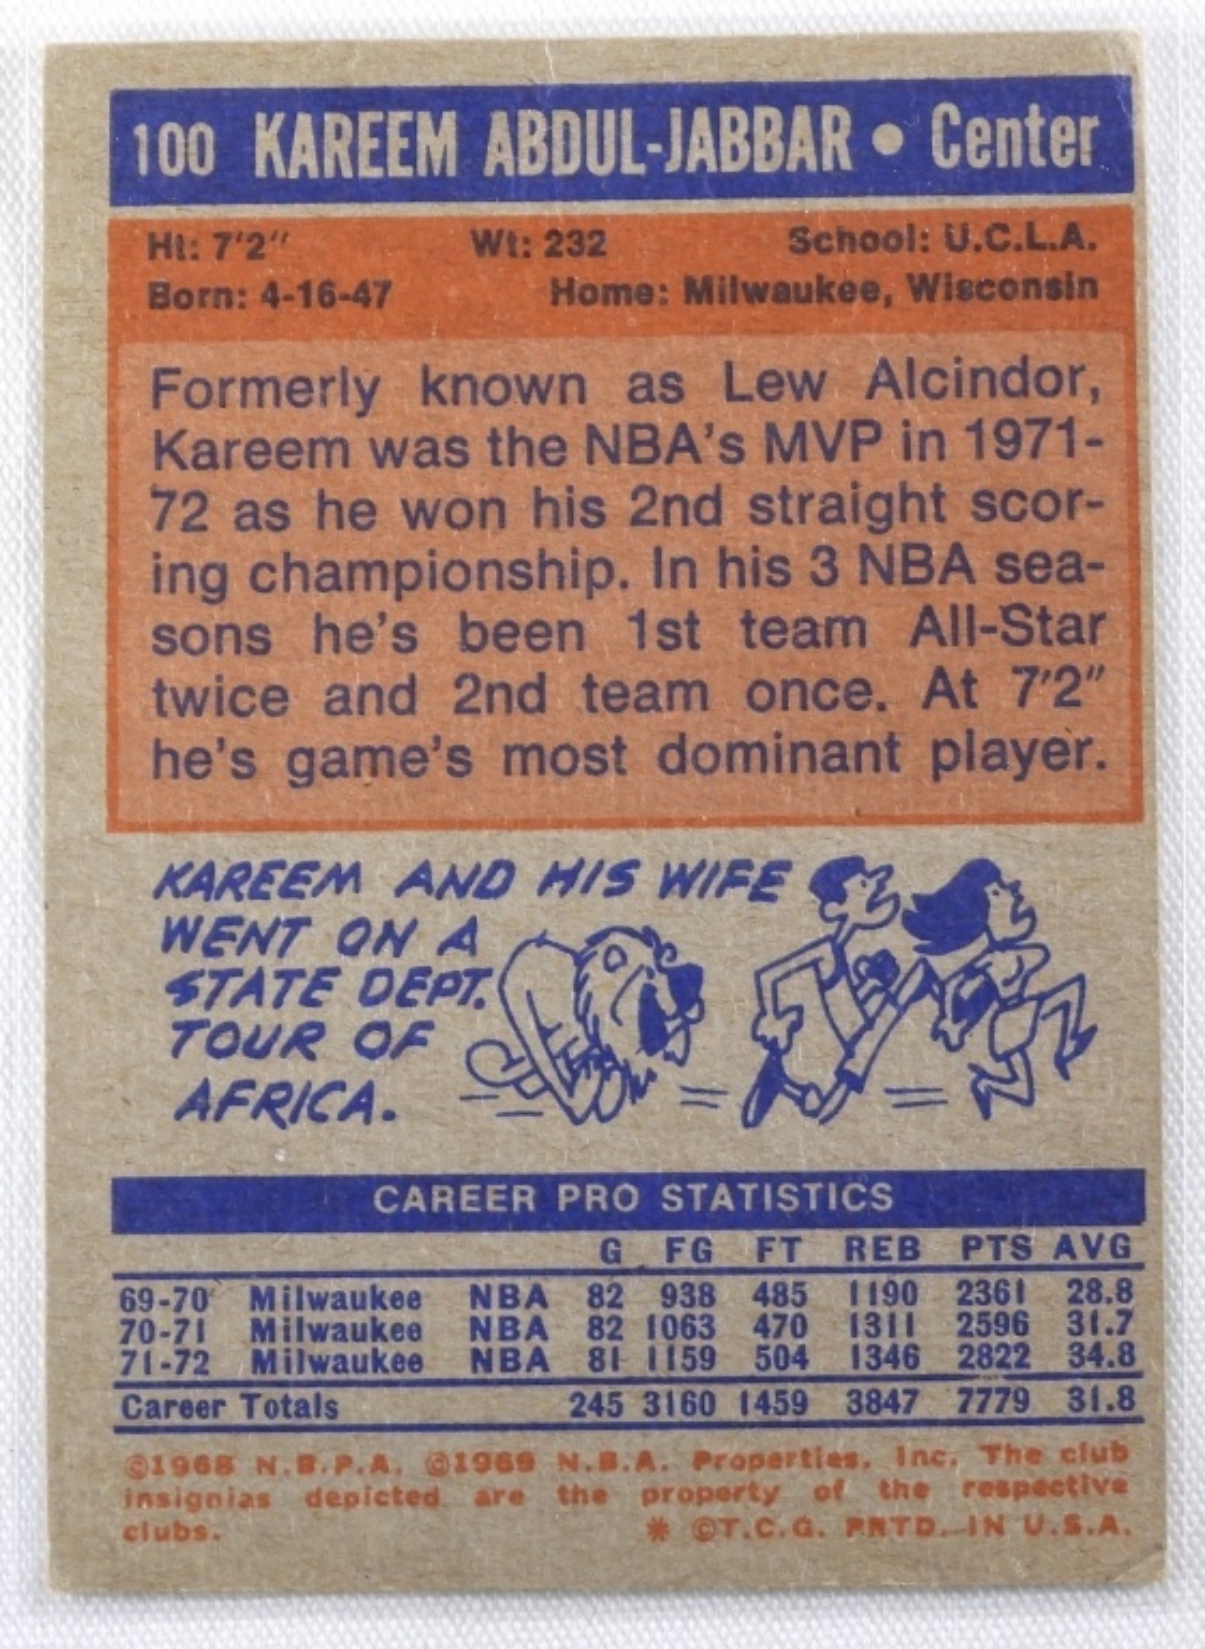 100 KAREEM ABDUL-JABBAR • Center
Ht: 7'2" Wt: 232 School: U.C.L.A.
Born: 4-16-47 Home: Milwaukee, Wisconsin
Formerly known as Lew Alcindor,
Kareem was the NBA's MVP in 1971-
72 as he won his 2nd straight scor-
ing championship. In his 3 NBA sea-
sons he's been 1st team All-Star
twice and 2nd team once. At 7'2"
he's game's most dominant player.
KAREEM AND HIS WIFE
WENT ON A
STATE DEPT.
TOUR OF
AFRICA.
CAREER PRO STATISTICS
G FG FT REB PTS AVG
69-70 Milwaukee NBA 82 938 485 1190 2361 28.8
70-71 Milwaukee NBA 82 1063 470 1311 2596 31.7
71-72 Milwaukee NBA 81 1159 504 1346 2822 34.8
Career Totals 245 3160 1459 3847 7779 31.8
©1968 N.B.P.A. ©1969 N.B.A. Properties, Inc. The club
insignias depicted are the property of the respective
clubs. * ©T.C.G. PRTD. IN U.S.A.